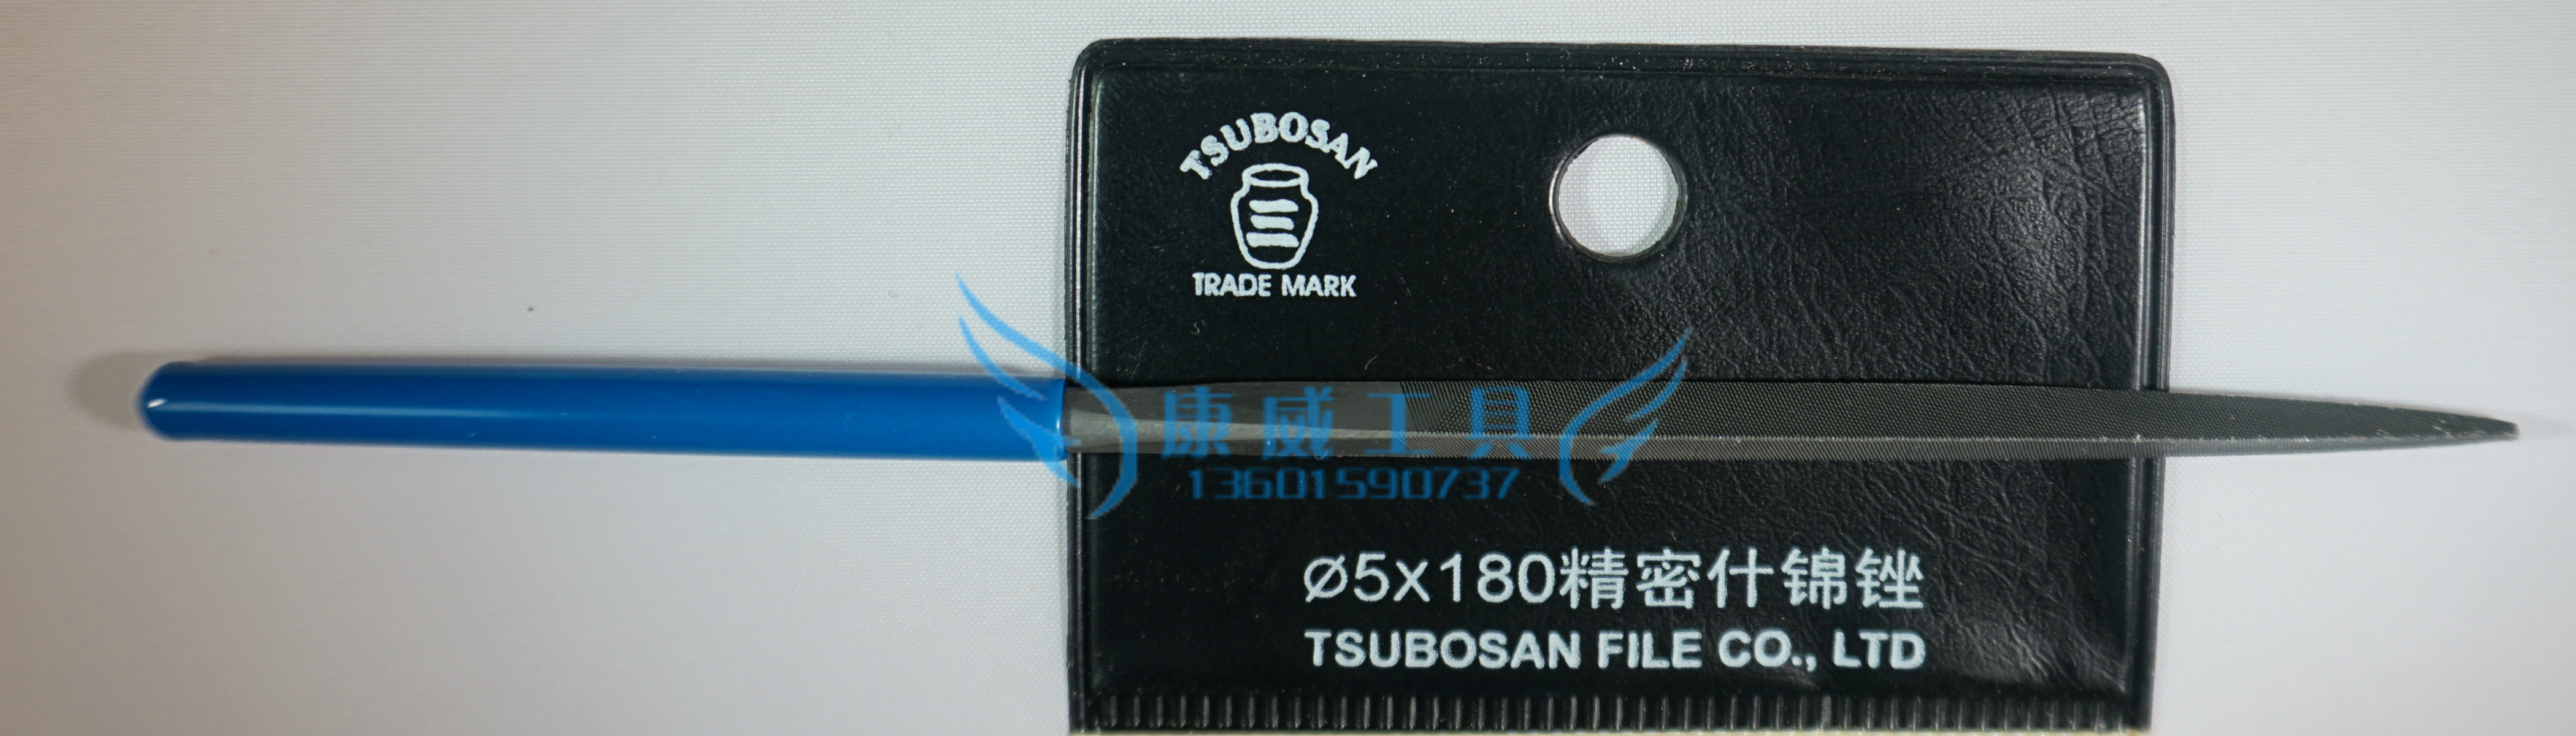 TSUBOSAN
三
TRADE MARK
康威工具
13601590737
Ø5x180精密什锦锉
TSUBOSAN FILE CO., LTD